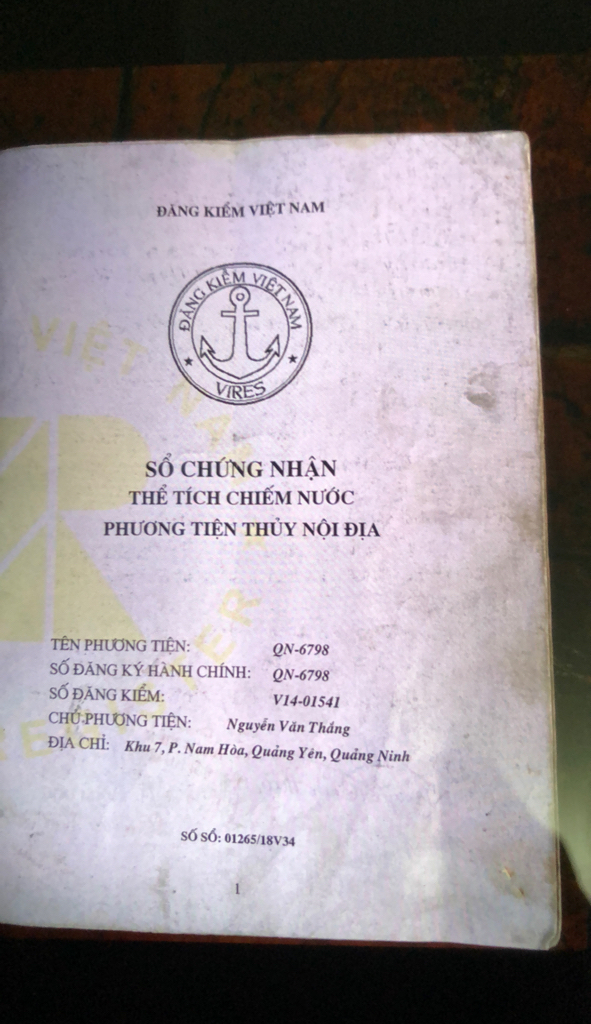 ĐĂNG KIỂM VIỆT NAM
ĐĂNG KIỂM VIỆT NAM
VIRES
VIỆT NAM
REGISTER
SỔ CHỨNG NHẬN
THỂ TÍCH CHIẾM NƯỚC
PHƯƠNG TIỆN THỦY NỘI ĐỊA
TÊN PHƯƠNG TIỆN: QN-6798
SỐ ĐĂNG KÝ HÀNH CHÍNH: QN-6798
SỐ ĐĂNG KIỂM: V14-01541
CHỦ PHƯƠNG TIỆN: Nguyễn Văn Thắng
ĐỊA CHỈ: Khu 7, P. Nam Hòa, Quảng Yên, Quảng Ninh
SỐ SỔ: 01265/18V34
1